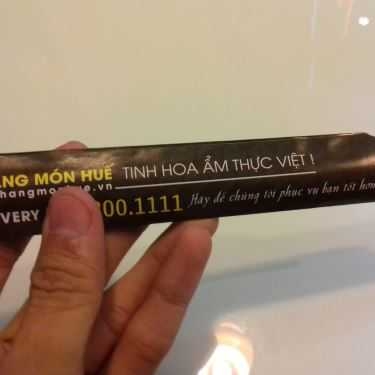 ANG MÓN HUẾ TINH HOA ẨM THỰC VIỆT !
VERY 00.1111 Hãy để chúng tôi phục vụ bạn tốt hơn